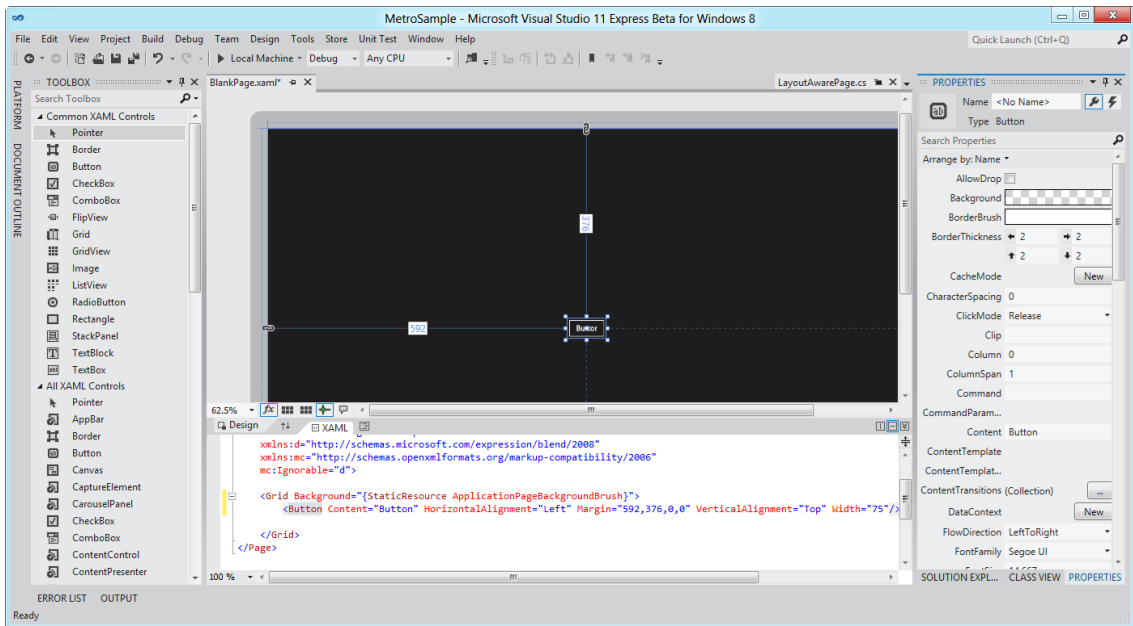 MetroSample - Microsoft Visual Studio 11 Express Beta for Windows 8
File Edit View Project Build Debug Team Design Tools Store Unit Test Window Help
Quick Launch (Ctrl+Q)
Local Machine Debug Any CPU
PLATFORM
DOCUMENT OUTLINE
TOOLBOX
Search Toolbox
Common XAML Controls
Pointer
Border
Button
CheckBox
ComboBox
FlipView
Grid
GridView
Image
ListView
RadioButton
Rectangle
StackPanel
TextBlock
TextBox
All XAML Controls
Pointer
AppBar
Border
Button
Canvas
CaptureElement
CarouselPanel
CheckBox
ComboBox
ContentControl
ContentPresenter
BlankPage.xaml*
LayoutAwarePage.cs
376
592
Button
62.5%
Design XAML
xmlns:d="http://schemas.microsoft.com/expression/blend/2008"
xmlns:mc="http://schemas.openxmlformats.org/markup-compatibility/2006"
mc:Ignorable="d">
<Grid Background="{StaticResource ApplicationPageBackgroundBrush}">
<Button Content="Button" HorizontalAlignment="Left" Margin="592,376,0,0" VerticalAlignment="Top" Width="75"/>
</Grid>
</Page>
100 %
PROPERTIES
Name <No Name>
Type Button
Search Properties
Arrange by: Name
AllowDrop
Background
BorderBrush
BorderThickness 2 2
2 2
CacheMode New
CharacterSpacing 0
ClickMode Release
Clip
Column 0
ColumnSpan 1
Command
CommandParam...
Content Button
ContentTemplate
ContentTemplat...
ContentTransitions (Collection) ...
DataContext New
FlowDirection LeftToRight
FontFamily Segoe UI
SOLUTION EXPL... CLASS VIEW PROPERTIES
ERROR LIST OUTPUT
Ready